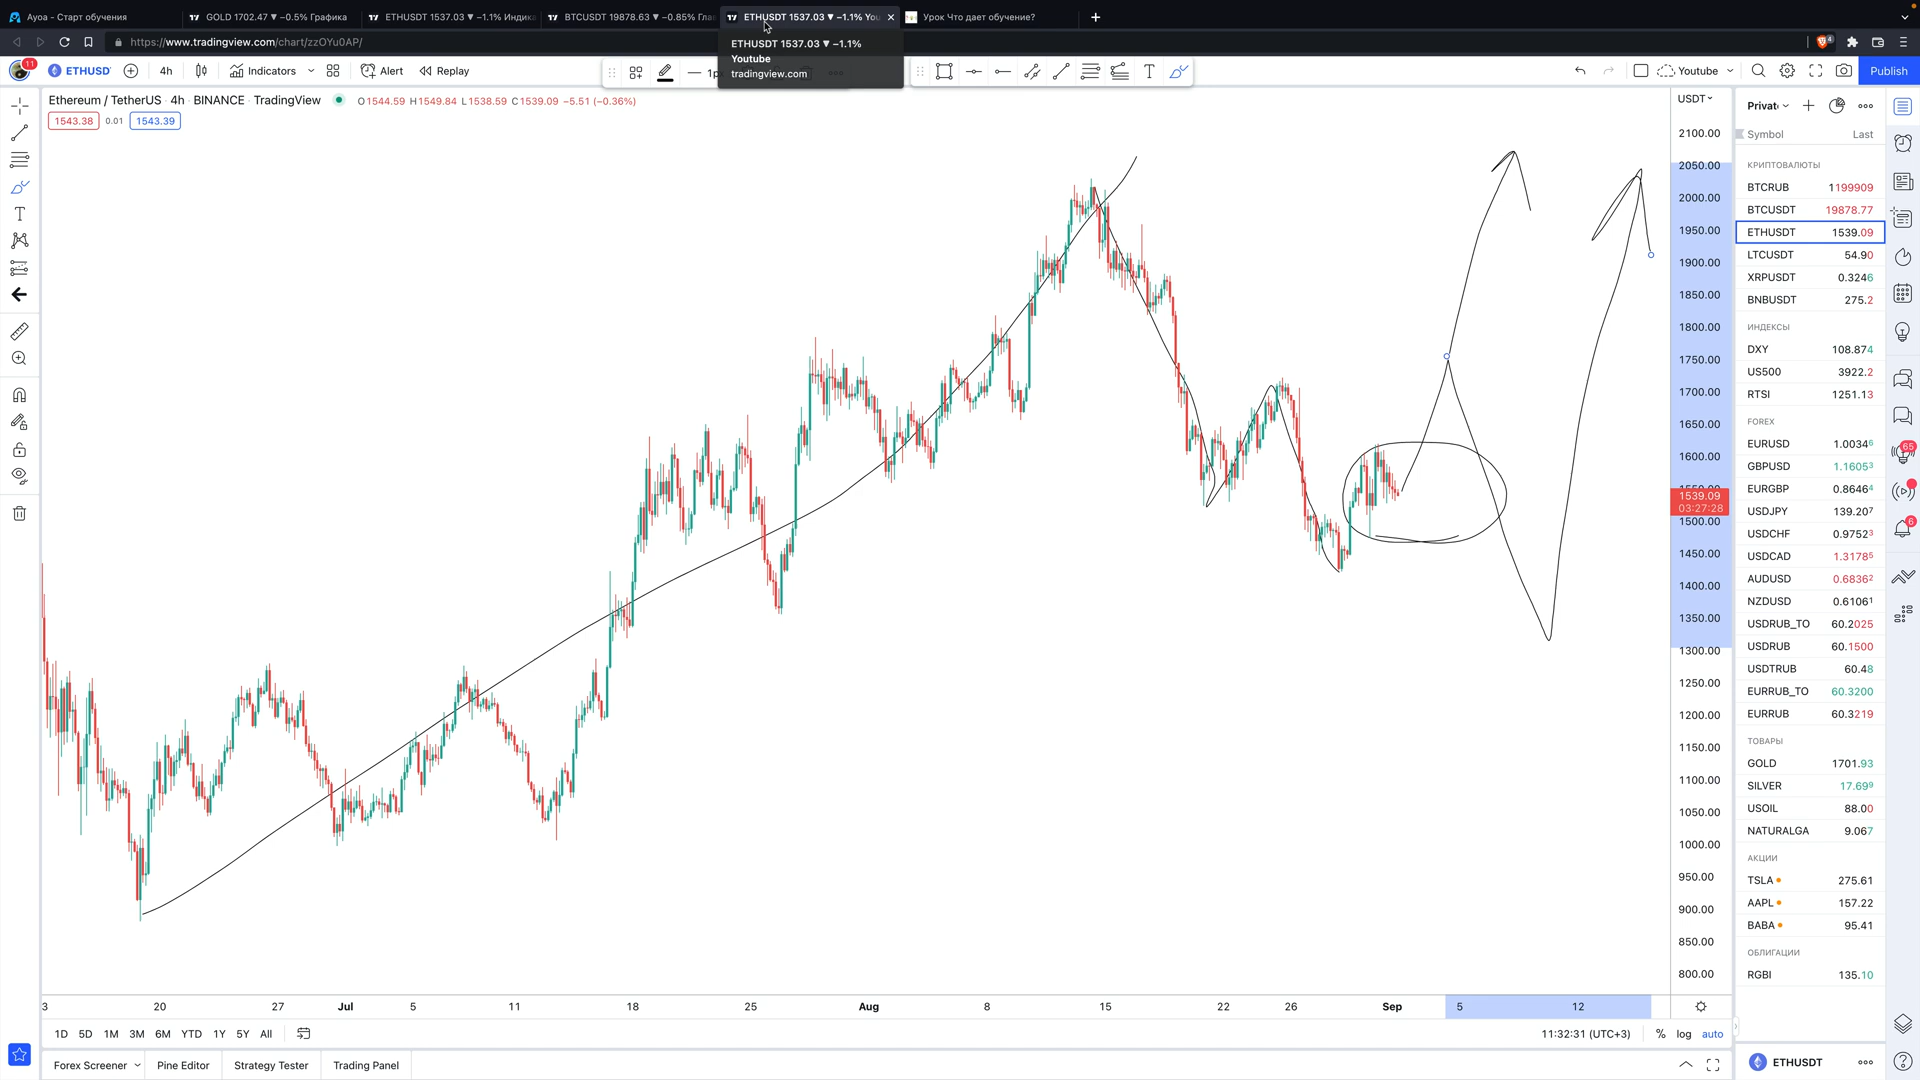 Ayoa - Старт обучения
GOLD 1702.47 ▼ −0.5% Графика
ETHUSDT 1537.03 ▼ −1.1% Индика
BTCUSDT 19878.63 ▼ −0.85% Гла
ETHUSDT 1537.03 ▼ −1.1% You
Урок Что дает обучение?
https://www.tradingview.com/chart/zzOYu0AP/
ETHUSDT 1537.03 ▼ −1.1%
Youtube
tradingview.com
11
ETHUSD
4h
Indicators
Alert
Replay
1p
T
Youtube
Publish
Ethereum / TetherUS · 4h · BINANCE · TradingView
O1544.59 H1549.84 L1538.59 C1539.09 −5.51 (−0.36%)
1543.38
0.01
1543.39
USDT
2100.00
2050.00
2000.00
1950.00
1900.00
1850.00
1800.00
1750.00
1700.00
1650.00
1600.00
1539.09
03:27:28
1500.00
1450.00
1400.00
1350.00
1300.00
1250.00
1200.00
1150.00
1100.00
1050.00
1000.00
950.00
900.00
850.00
800.00
3 20 27 Jul 5 11 18 25 Aug 8 15 22 26 Sep 5 12
1D 5D 1M 3M 6M YTD 1Y 5Y All
11:32:31 (UTC+3)
% log auto
Forex Screener
Pine Editor
Strategy Tester
Trading Panel
Symbol Last
КРИПТОВАЛЮТЫ
BTCRUB 1199909
BTCUSDT 19878.77
ETHUSDT 1539.09
LTCUSDT 54.90
XRPUSDT 0.3246
BNBUSDT 275.2
ИНДЕКСЫ
DXY 108.874
US500 3922.2
RTSI 1251.13
FOREX
EURUSD 1.00346
GBPUSD 1.16053
EURGBP 0.86464
USDJPY 139.207
USDCHF 0.97523
USDCAD 1.31785
AUDUSD 0.68362
NZDUSD 0.61061
USDRUB_TO 60.2025
USDRUB 60.1500
USDTRUB 60.48
EURRUB_TO 60.3200
EURRUB 60.3219
ТОВАРЫ
GOLD 1701.93
SILVER 17.699
USOIL 88.00
NATURALGA 9.067
АКЦИИ
TSLA 275.61
AAPL 157.22
BABA 95.41
ОБЛИГАЦИИ
RGBI 135.10
ETHUSDT
65
6